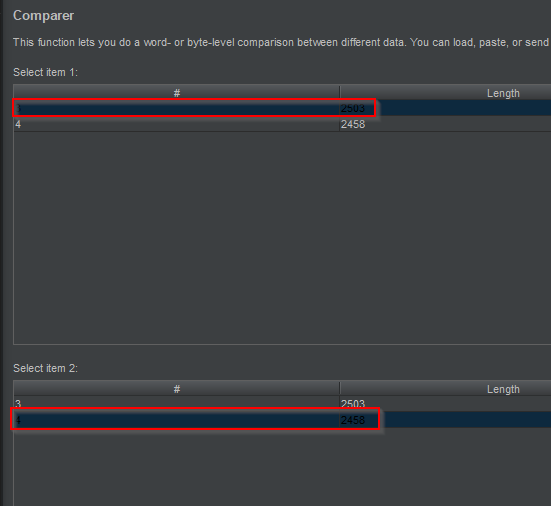 Comparer
This function lets you do a word- or byte-level comparison between different data. You can load, paste, or send
Select item 1:
# Length
3 2503
4 2458
Select item 2:
# Length
3 2503
4 2458